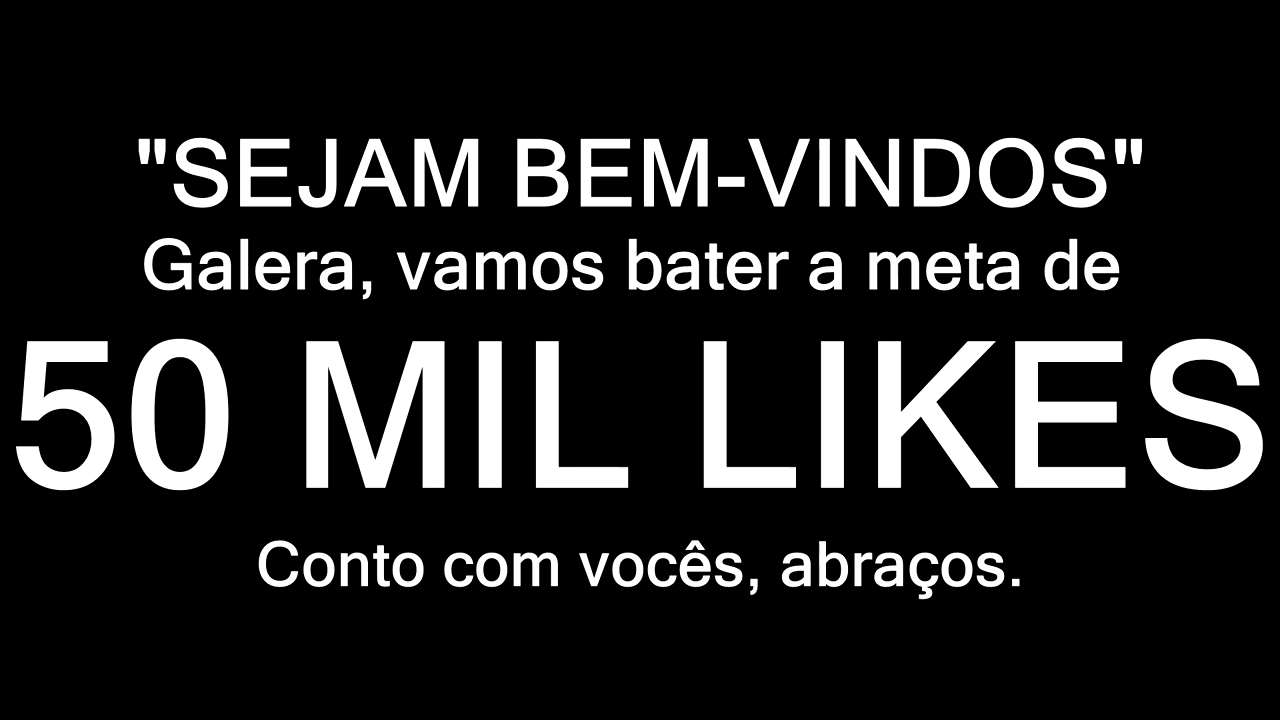 "SEJAM BEM-VINDOS"
Galera, vamos bater a meta de
50 MIL LIKES
Conto com vocês, abraços.